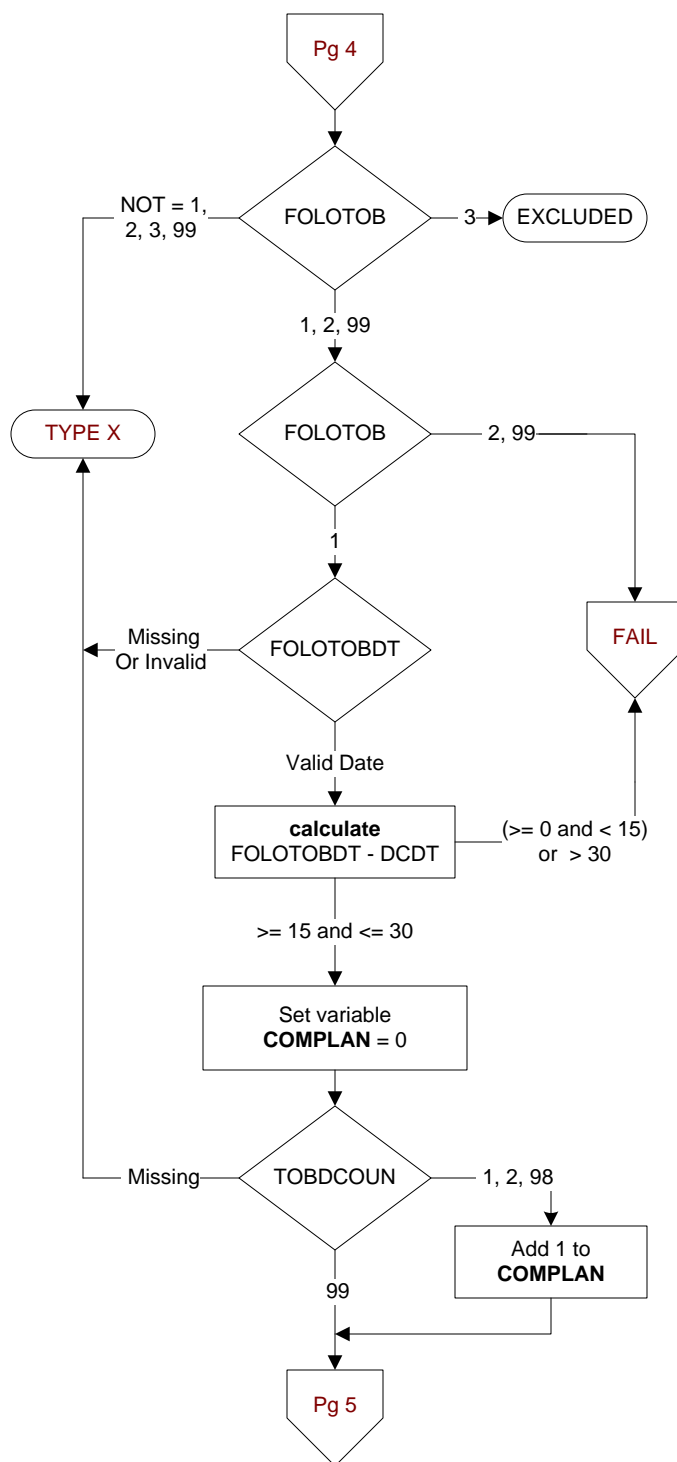 Pg 4
NOT = 1,
2, 3, 99
FOLOTOB
3
EXCLUDED
1, 2, 99
TYPE X
FOLOTOB
2, 99
1
Missing
Or Invalid
FOLOTOBDT
FAIL
Valid Date
calculate
FOLOTOBDT - DCDT
(>= 0 and < 15)
or > 30
>= 15 and <= 30
Set variable
COMPLAN = 0
Missing
TOBDCOUN
1, 2, 98
Add 1 to
COMPLAN
99
Pg 5